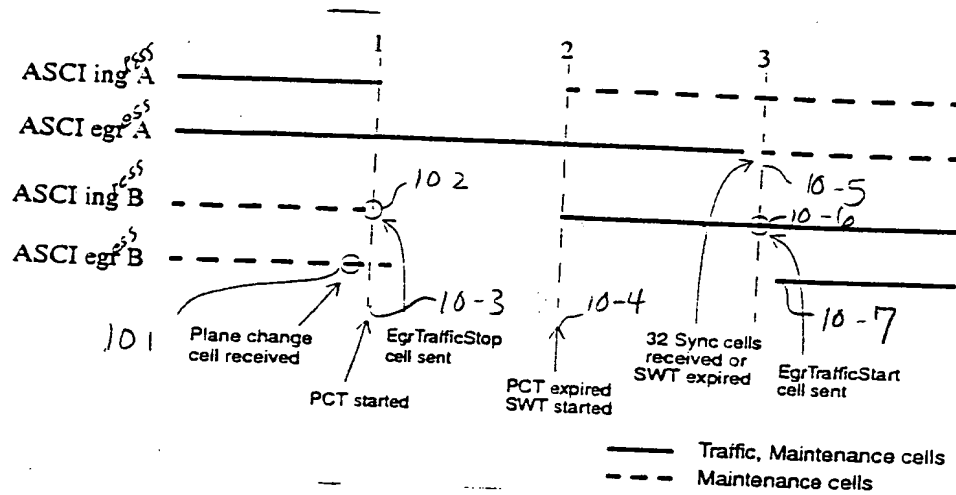 1 2 3
ASCI ingress A
ASCI egress A
ASCI ingress B
ASCI egress B
102
10-5
10-6
101
Plane change
cell received
10-3
EgrTrafficStop
cell sent
PCT started
10-4
PCT expired
SWT started
32 Sync cells
received or
SWT expired
10-7
EgrTrafficStart
cell sent
Traffic, Maintenance cells
Maintenance cells